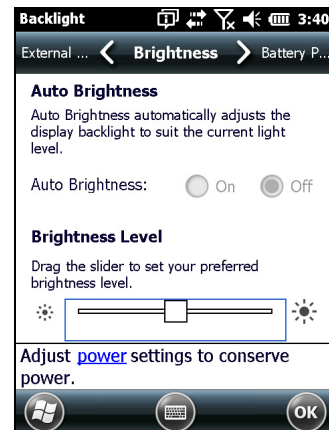 Backlight 3:40
External ... Brightness Battery P...
Auto Brightness
Auto Brightness automatically adjusts the
display backlight to suit the current light
level.
Auto Brightness: On Off
Brightness Level
Drag the slider to set your preferred
brightness level.
Adjust power settings to conserve
power.
OK